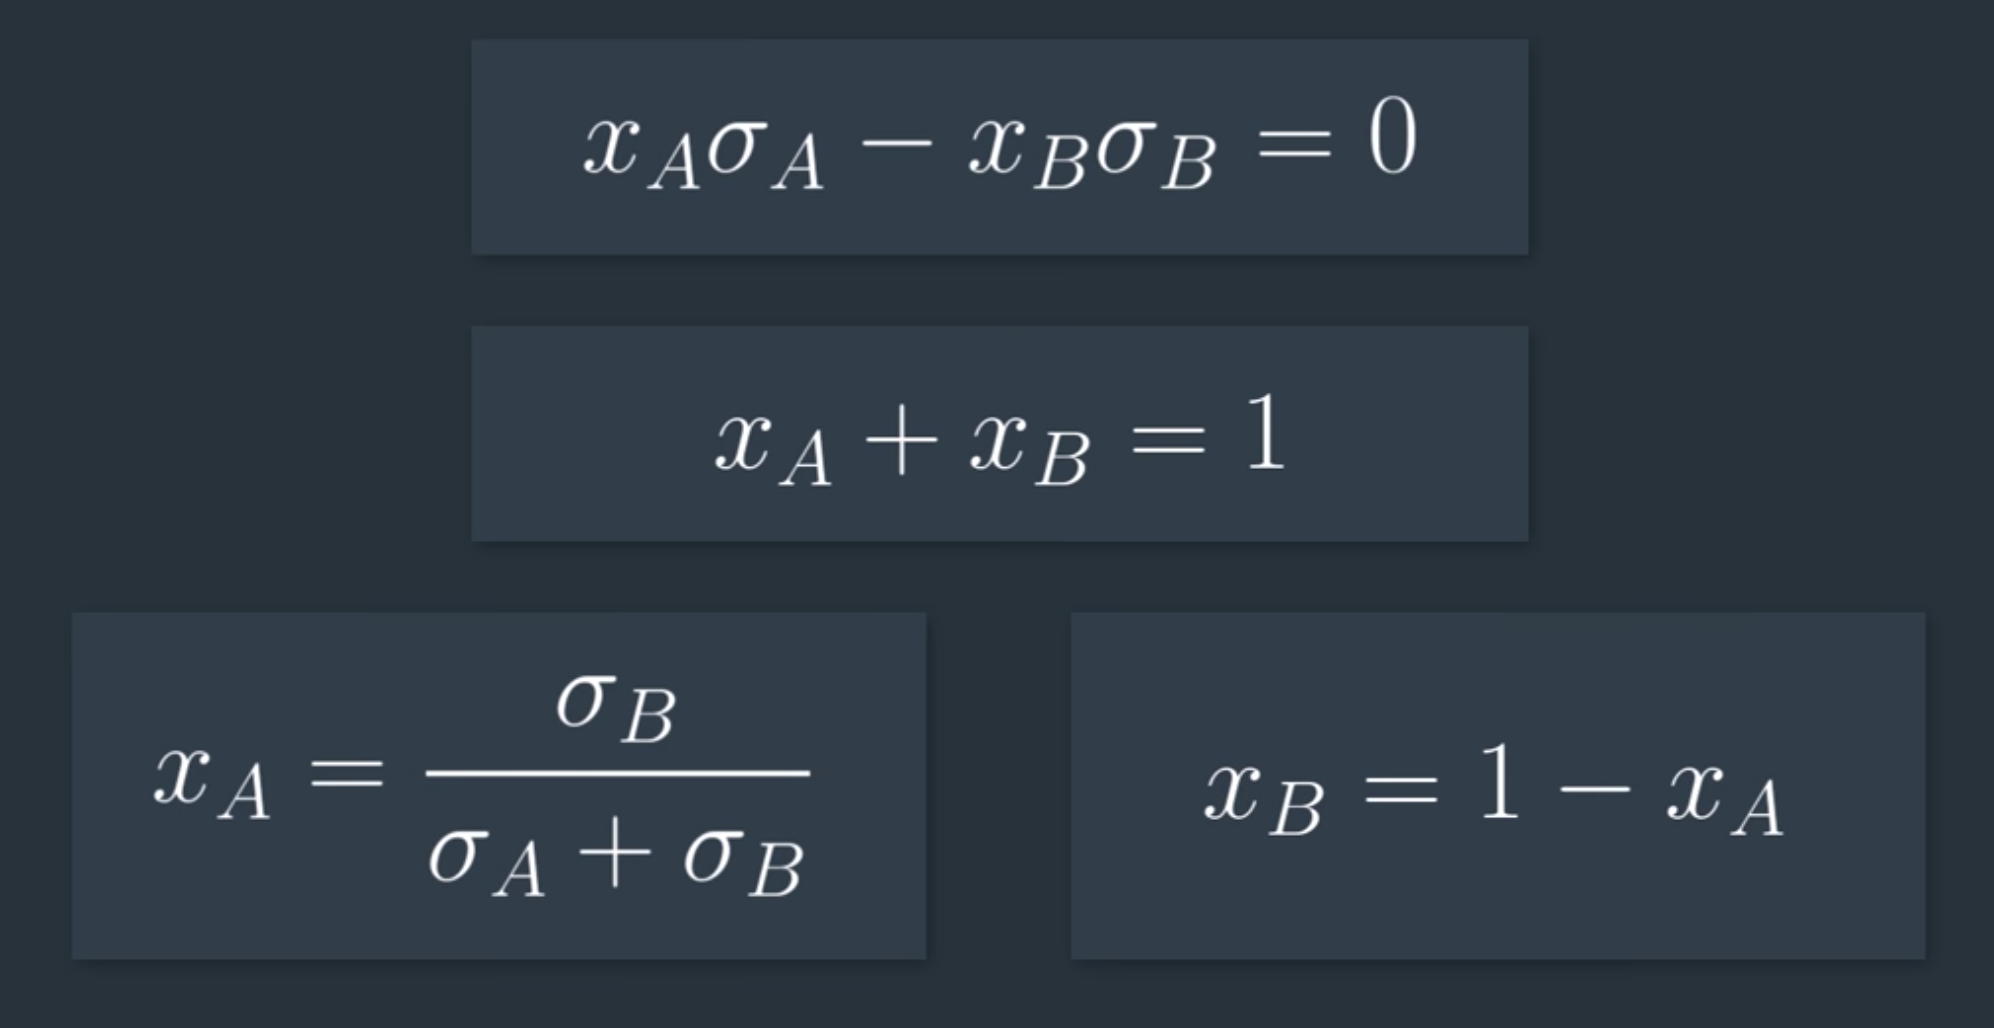 x_A σ_A − x_B σ_B = 0
x_A + x_B = 1
x_A = σ_B / (σ_A + σ_B)
x_B = 1 − x_A